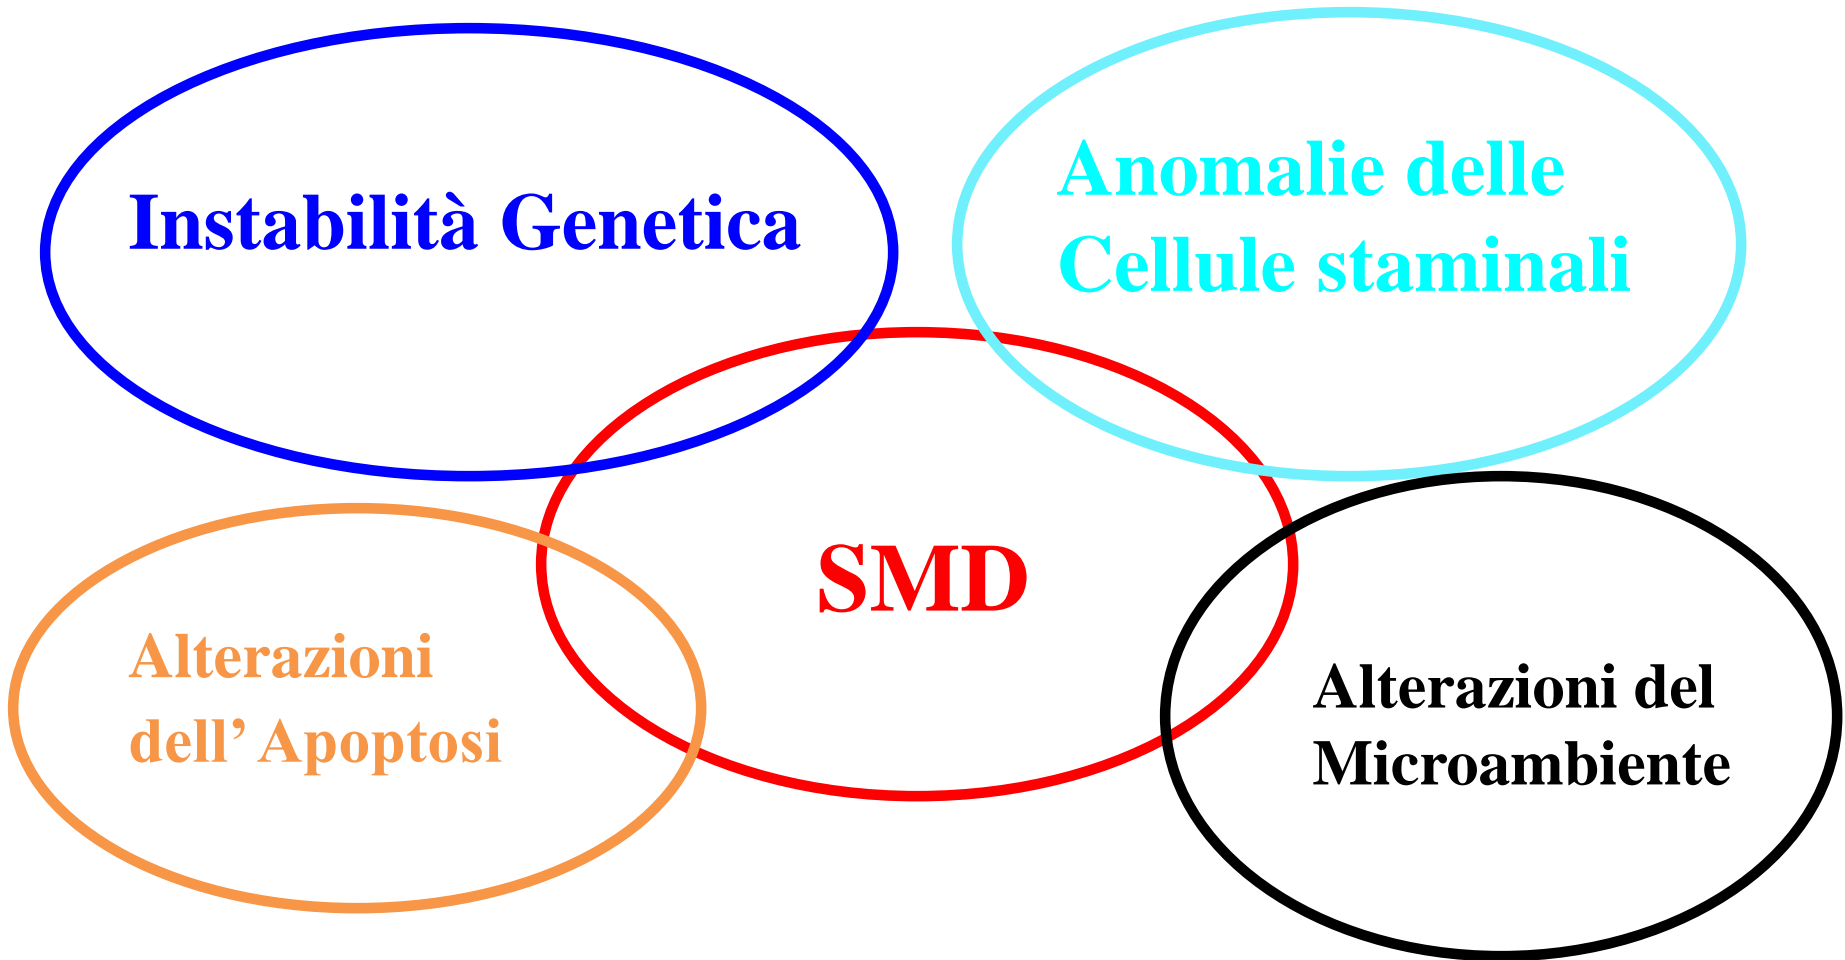 Instabilità Genetica
Anomalie delle
Cellule staminali
SMD
Alterazioni
dell’ Apoptosi
Alterazioni del
Microambiente